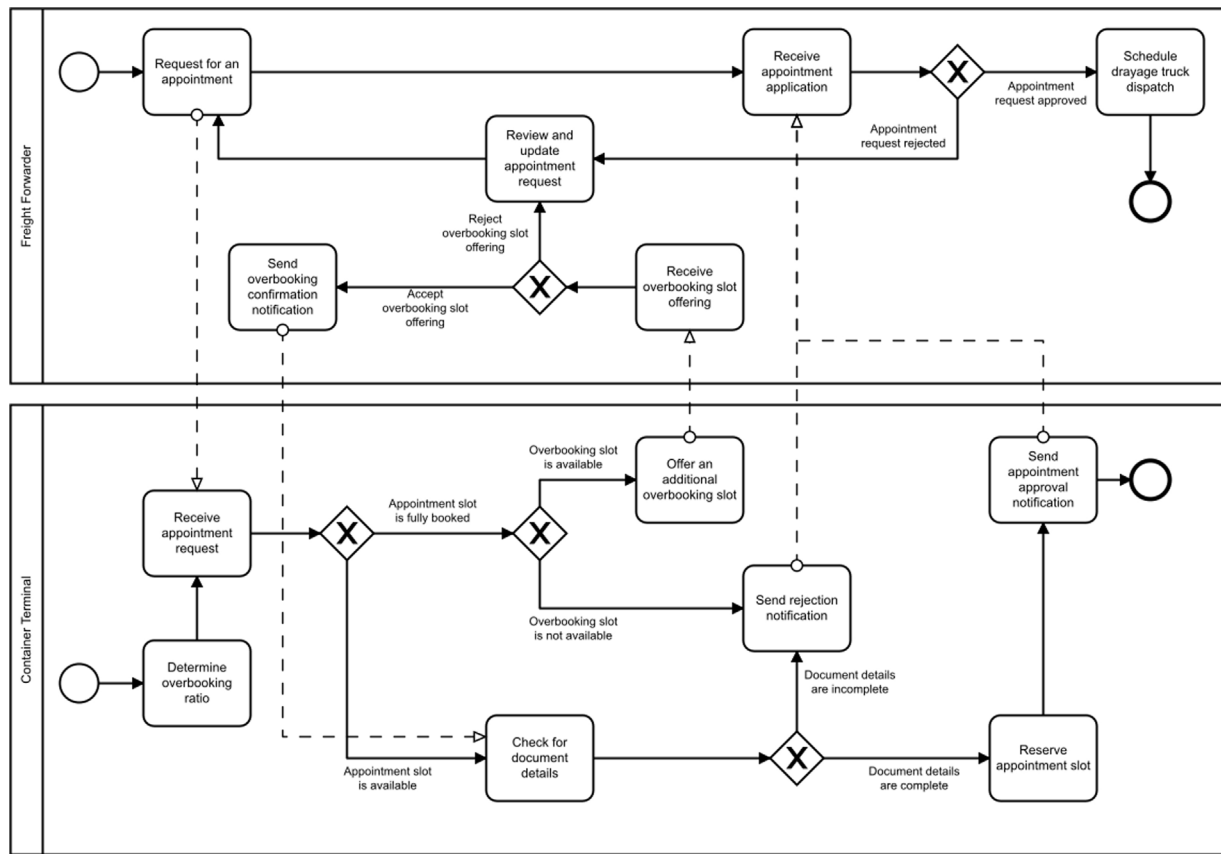 Freight Forwarder
Request for an
appointment
Receive
appointment
application
X
Appointment
request approved
Schedule
drayage truck
dispatch
Appointment
request rejected
Review and
update
appointment
request
Reject
overbooking slot
offering
Send
overbooking
confirmation
notification
Accept
overbooking slot
offering
X
Receive
overbooking slot
offering
Container Terminal
Overbooking slot
is available
Offer an
additional
overbooking slot
Send
appointment
approval
notification
Receive
appointment
request
X
Appointment slot
is fully booked
X
Send rejection
notification
Overbooking slot
is not available
Determine
overbooking
ratio
Document details
are incomplete
Appointment slot
is available
Check for
document
details
X
Document details
are complete
Reserve
appointment slot